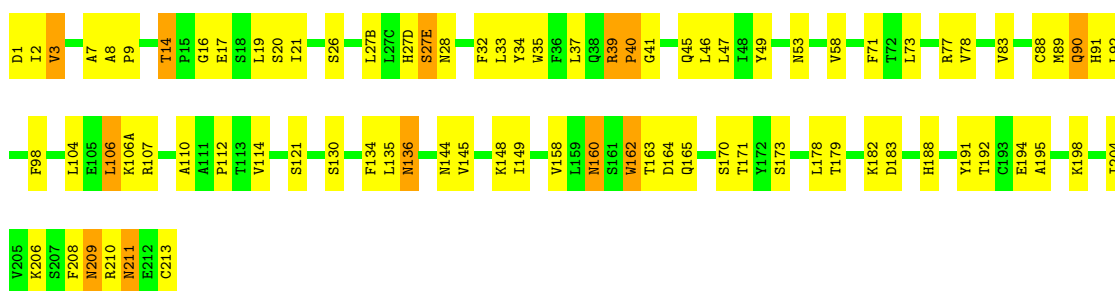 D1 I2 V3 A7 A8 P9 T14 P15 G16 E17 S18 L19 S20 I21 S26 L27B L27C H27D S27E N28 F32 L33 Y34 W35 F36 L37 Q38 R39 P40 G41 Q45 L46 L47 I48 Y49 N53 V58 F71 T72 L73 R77 V78 V83 C88 M89 Q90 H91
F98 L104 E105 L106 K106A R107 A110 A111 P112 T113 V114 S121 S130 F134 L135 N136 N144 V145 K148 I149 V158 L159 N160 S161 W162 T163 D164 Q165 S170 T171 Y172 S173 L178 T179 K182 D183 H188 Y191 T192 C193 E194 A195 K198
V205 K206 S207 F208 N209 R210 N211 E212 C213